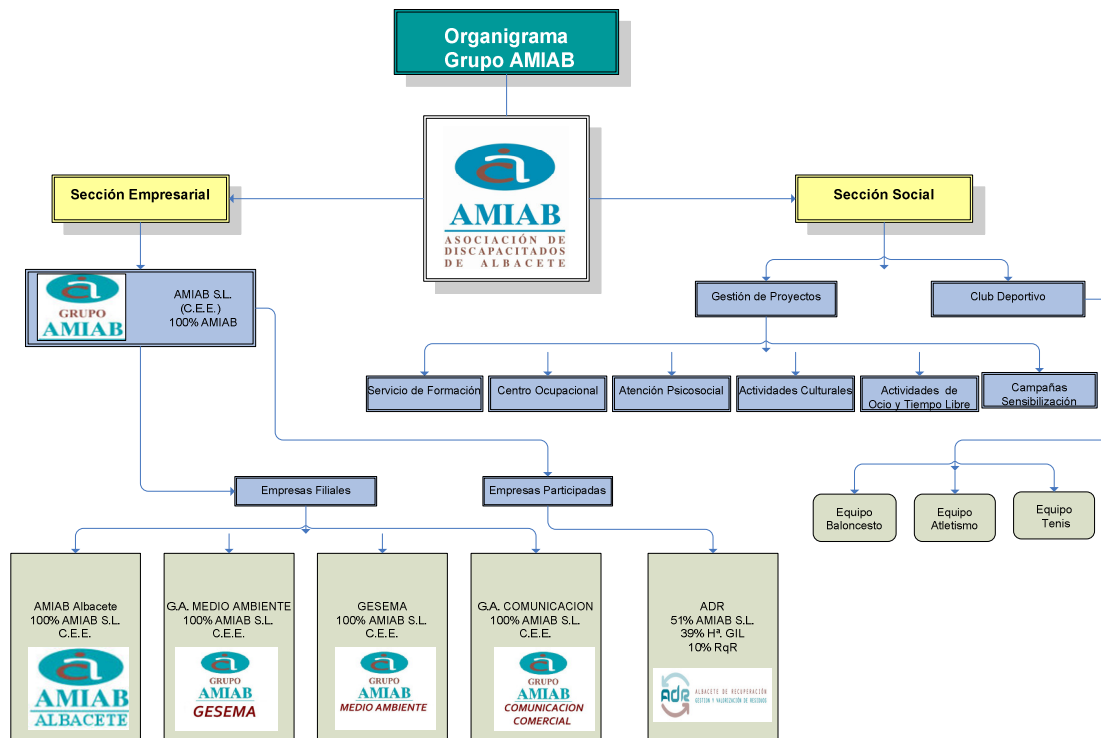 Organigrama
Grupo AMIAB
AMIAB
ASOCIACIÓN DE
DISCAPACITADOS
DE ALBACETE
Sección Empresarial
Sección Social
GRUPO
AMIAB
AMIAB S.L.
(C.E.E.)
100% AMIAB
Gestión de Proyectos
Club Deportivo
Servicio de Formación
Centro Ocupacional
Atención Psicosocial
Actividades Culturales
Actividades de
Ocio y Tiempo Libre
Campañas
Sensibilización
Empresas Filiales
Empresas Participadas
Equipo
Baloncesto
Equipo
Atletismo
Equipo
Tenis
AMIAB Albacete
100% AMIAB S.L.
C.E.E.
AMIAB
ALBACETE
G.A. MEDIO AMBIENTE
100% AMIAB S.L.
C.E.E.
GRUPO
AMIAB
GESEMA
GESEMA
100% AMIAB S.L.
C.E.E.
GRUPO
AMIAB
MEDIO AMBIENTE
G.A. COMUNICACION
100% AMIAB S.L.
C.E.E.
GRUPO
AMIAB
COMUNICACION
COMERCIAL
ADR
51% AMIAB S.L.
39% Hª. GIL
10% RqR
ADR
ALBACETE DE RECUPERACIÓN
GESTIÓN Y VALORIZACIÓN DE RESIDUOS